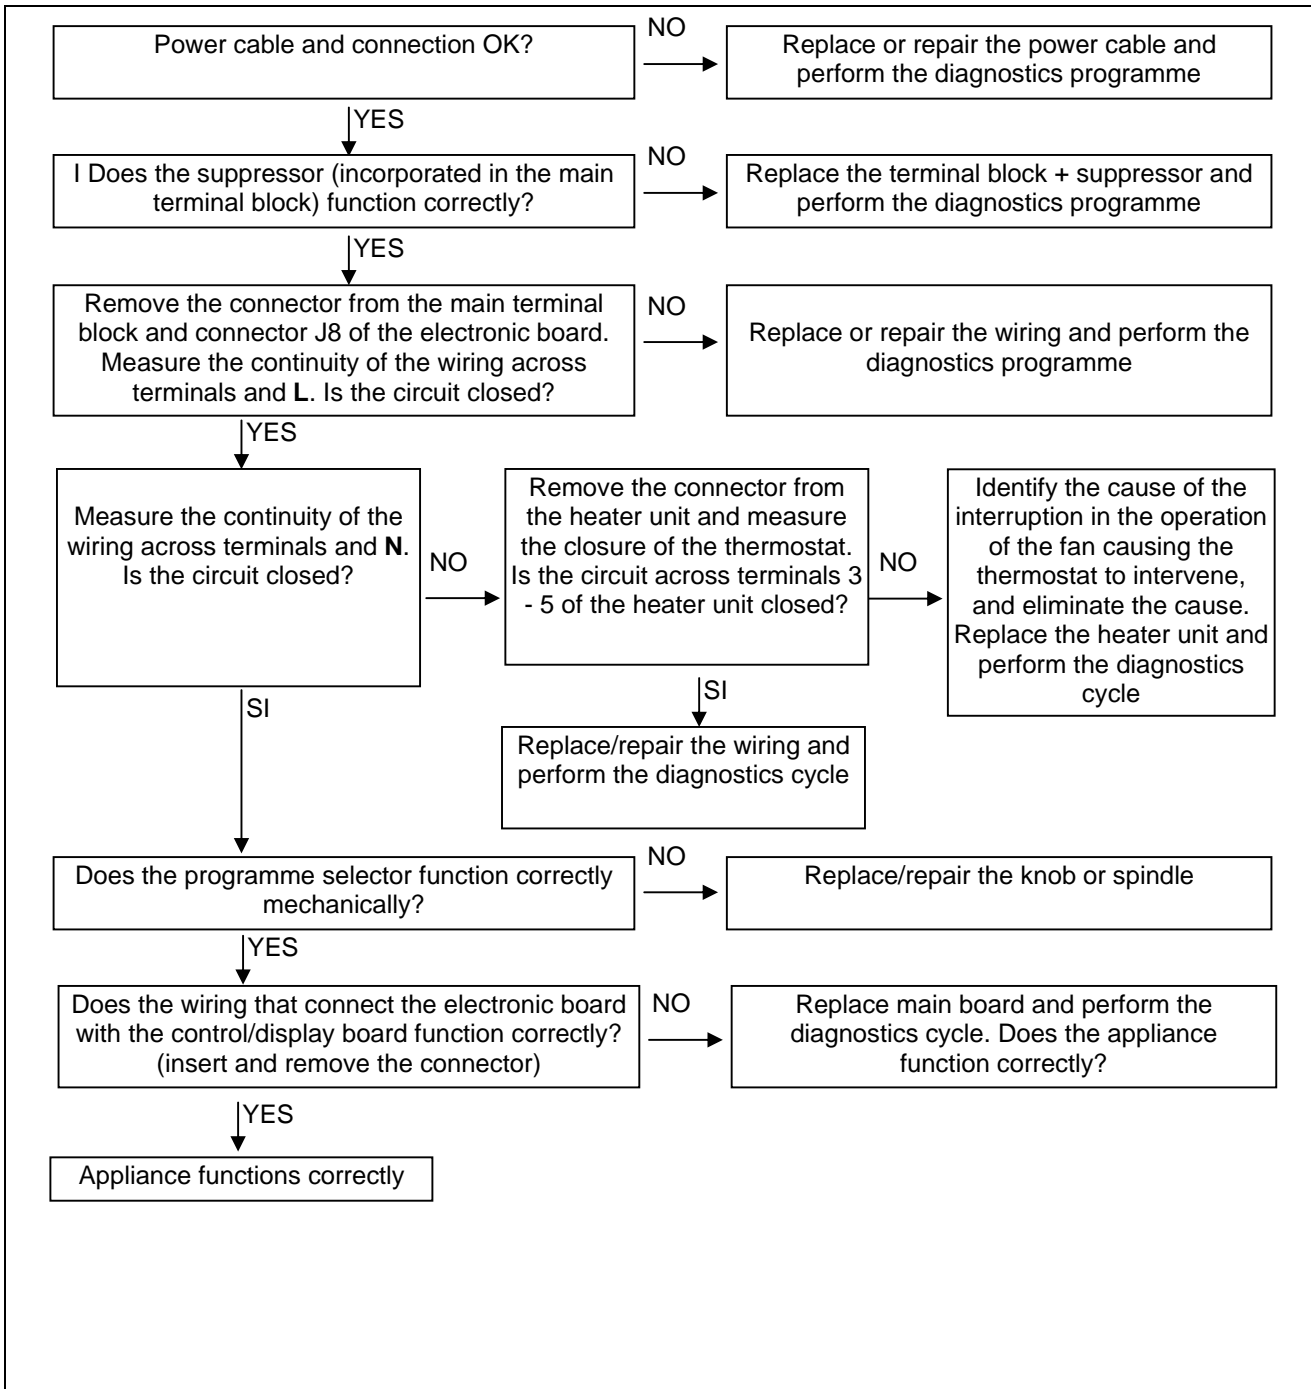 Power cable and connection OK?
NO
Replace or repair the power cable and
perform the diagnostics programme
YES
I Does the suppressor (incorporated in the main
terminal block) function correctly?
NO
Replace the terminal block + suppressor and
perform the diagnostics programme
YES
Remove the connector from the main terminal
block and connector J8 of the electronic board.
Measure the continuity of the wiring across
terminals and L. Is the circuit closed?
NO
Replace or repair the wiring and perform the
diagnostics programme
YES
Measure the continuity of the
wiring across terminals and N.
Is the circuit closed?
NO
Remove the connector from
the heater unit and measure
the closure of the thermostat.
Is the circuit across terminals 3
- 5 of the heater unit closed?
NO
Identify the cause of the
interruption in the operation
of the fan causing the
thermostat to intervene,
and eliminate the cause.
Replace the heater unit and
perform the diagnostics
cycle
SI
Replace/repair the wiring and
perform the diagnostics cycle
SI
Does the programme selector function correctly
mechanically?
NO
Replace/repair the knob or spindle
YES
Does the wiring that connect the electronic board
with the control/display board function correctly?
(insert and remove the connector)
NO
Replace main board and perform the
diagnostics cycle. Does the appliance
function correctly?
YES
Appliance functions correctly